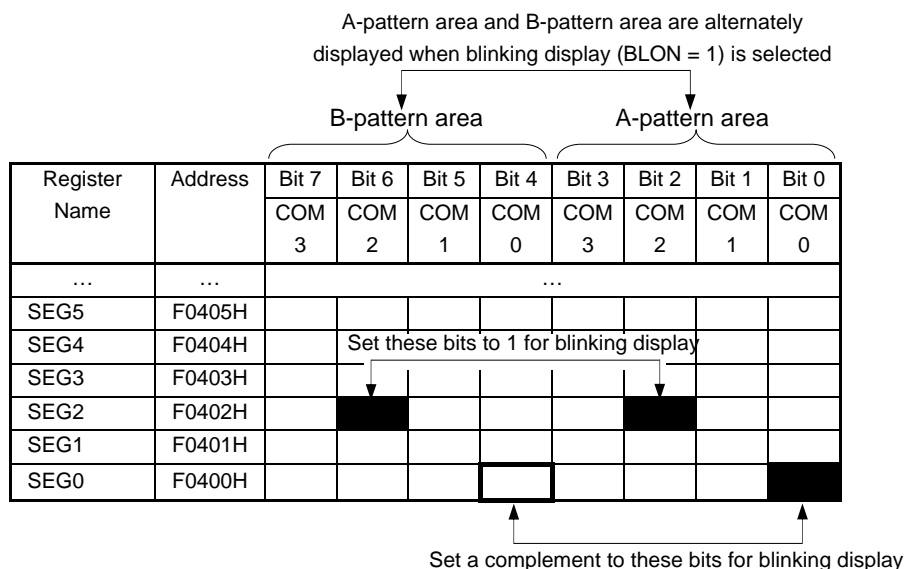 A-pattern area and B-pattern area are alternately
displayed when blinking display (BLON = 1) is selected
B-pattern area A-pattern area
Register Address Bit 7 Bit 6 Bit 5 Bit 4 Bit 3 Bit 2 Bit 1 Bit 0
Name COM COM COM COM COM COM COM COM
3 2 1 0 3 2 1 0
… … …
SEG5 F0405H
SEG4 F0404H Set these bits to 1 for blinking display
SEG3 F0403H
SEG2 F0402H
SEG1 F0401H
SEG0 F0400H
Set a complement to these bits for blinking display